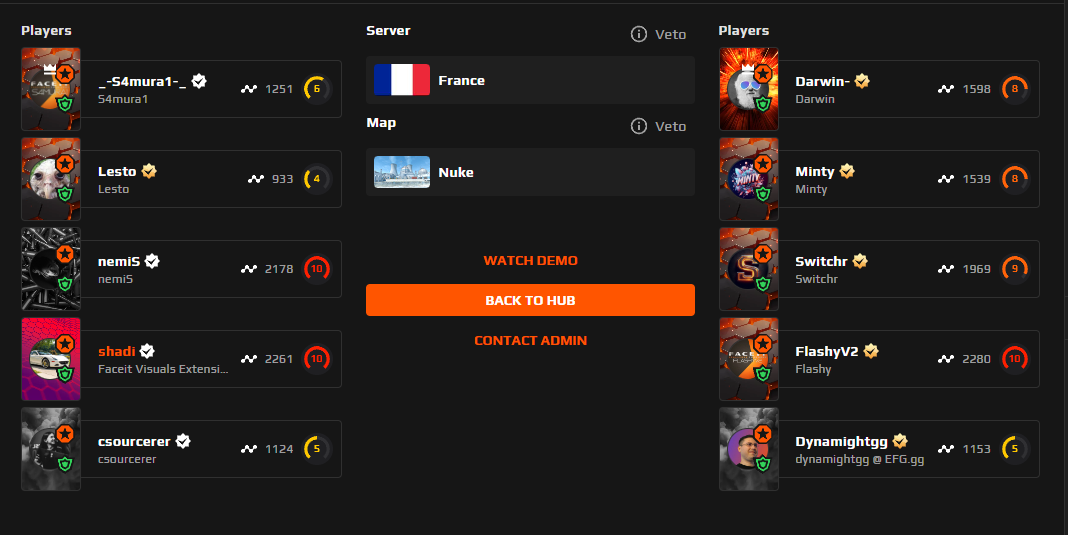 Players
_-S4mura1-_
S4mura1
1251
6
Lesto
Lesto
933
4
nemiS
nemiS
2178
10
shadi
Faceit Visuals Extensi...
2261
10
csourcerer
csourcerer
1124
5
Server
Veto
France
Map
Veto
Nuke
WATCH DEMO
BACK TO HUB
CONTACT ADMIN
Players
Darwin-
Darwin
1598
8
MINTY
Minty
Minty
1539
8
S
Switchr
Switchr
1969
9
FACEIT
FlashyV2
Flashy
2280
10
Dynamightgg
dynamightgg @ EFG.gg
1153
5